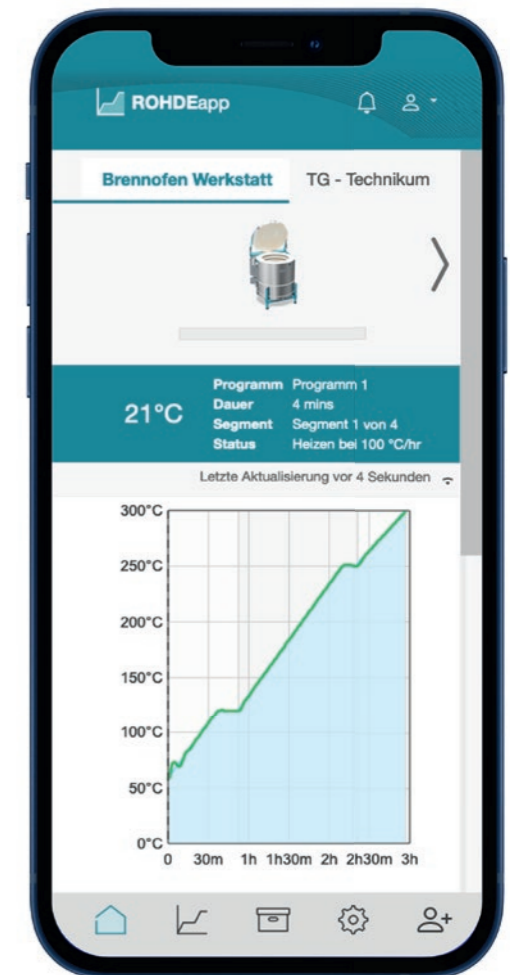 ROHDEapp
Brennofen Werkstatt TG - Technikum
21°C
Programm Programm 1
Dauer 4 mins
Segment Segment 1 von 4
Status Heizen bei 100 °C/hr
Letzte Aktualisierung vor 4 Sekunden
300°C
250°C
200°C
150°C
100°C
50°C
0°C
0 30m 1h 1h30m 2h 2h30m 3h